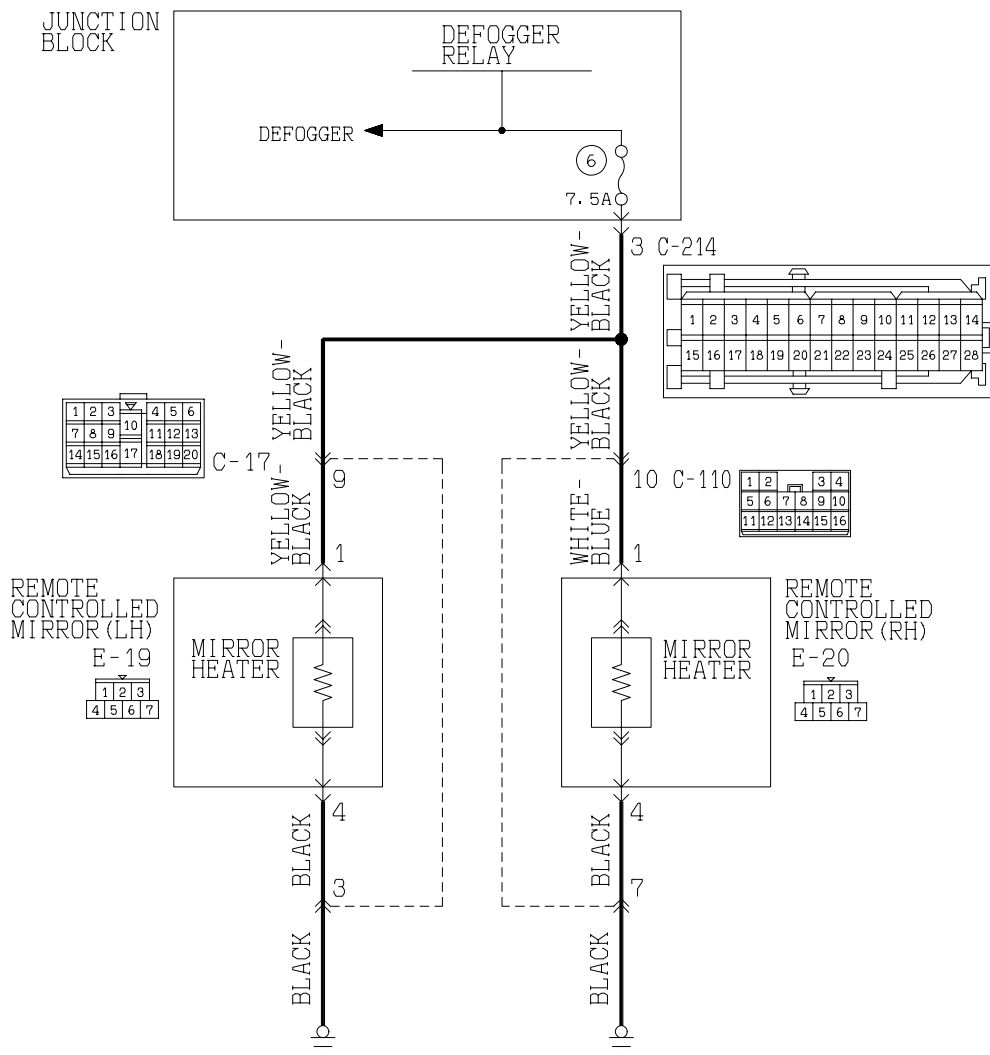 JUNCTION
BLOCK
DEFOGGER
RELAY
DEFOGGER
6
7.5A
3 C-214
YELLOW-
BLACK
1 2 3 4 5 6 7 8 9 10 11 12 13 14
15 16 17 18 19 20 21 22 23 24 25 26 27 28
YELLOW-
BLACK
YELLOW-
BLACK
1 2 3 4 5 6
10
7 8 9 11 12 13
14 15 16 17 18 19 20
C-17
9
10 C-110
1 2 3 4
5 6 7 8 9 10
11 12 13 14 15 16
YELLOW-
BLACK
WHITE-
BLUE
1
1
REMOTE
CONTROLLED
MIRROR(LH)
E-19
1 2 3
4 5 6 7
MIRROR
HEATER
MIRROR
HEATER
REMOTE
CONTROLLED
MIRROR(RH)
E-20
1 2 3
4 5 6 7
4
4
BLACK
BLACK
3
7
BLACK
BLACK